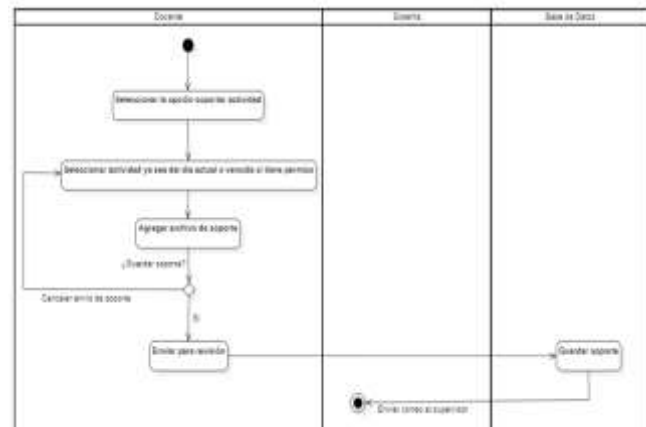 Docente
Sistema
Base de Datos
Seleccionar la opción soportar actividad
Seleccionar actividad ya sea del día actual o vencida si tiene permiso
Agregar archivo de soporte
¿Guardar soporte?
Cancelar envío de soporte
Si
Enviar para revisión
Guardar soporte
Enviar correo al supervisor